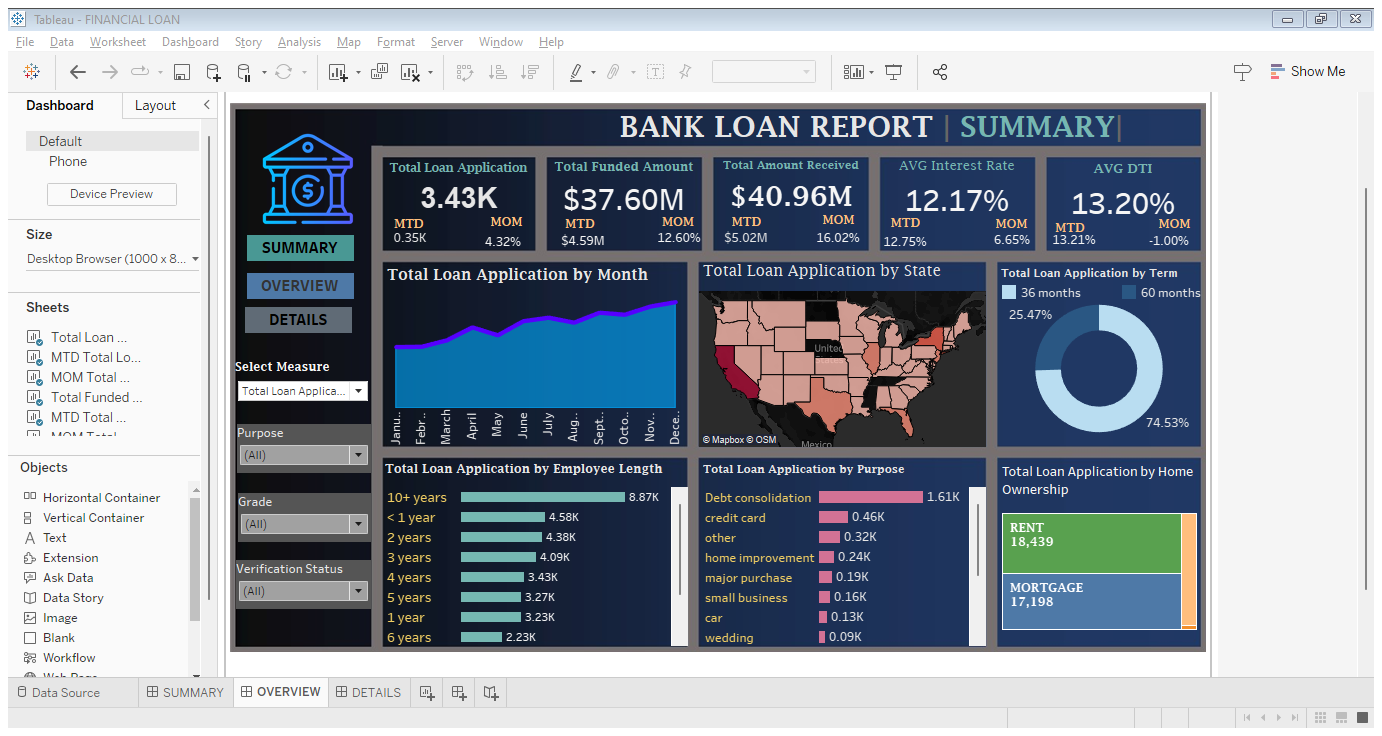 Tableau - FINANCIAL LOAN
File Data Worksheet Dashboard Story Analysis Map Format Server Window Help
Show Me
Dashboard Layout
Default
Phone
Device Preview
Size
Desktop Browser (1000 x 8...
Sheets
Total Loan ...
MTD Total Lo...
MOM Total ...
Total Funded ...
MTD Total ...
MOM Total
Objects
Horizontal Container
Vertical Container
Text
Extension
Ask Data
Data Story
Image
Blank
Workflow
Web Page
BANK LOAN REPORT | SUMMARY|
SUMMARY
OVERVIEW
DETAILS
Select Measure
Total Loan Applica...
Purpose
(All)
Grade
(All)
Verification Status
(All)
Total Loan Application
3.43K
MTD MOM
0.35K 4.32%
Total Funded Amount
$37.60M
MTD MOM
$4.59M 12.60%
Total Amount Received
$40.96M
MTD MOM
$5.02M 16.02%
AVG Interest Rate
12.17%
MTD MOM
12.75% 6.65%
AVG DTI
13.20%
MTD MOM
13.21% -1.00%
Total Loan Application by Month
Janu..
Febr..
March
April
May
June
July
Aug..
Sept..
Octo..
Nov..
Dece..
Total Loan Application by State
United
Mexico
© Mapbox © OSM
Total Loan Application by Term
36 months 60 months
25.47%
74.53%
Total Loan Application by Employee Length
10+ years 8.87K
< 1 year 4.58K
2 years 4.38K
3 years 4.09K
4 years 3.43K
5 years 3.27K
1 year 3.23K
6 years 2.23K
Total Loan Application by Purpose
Debt consolidation 1.61K
credit card 0.46K
other 0.32K
home improvement 0.24K
major purchase 0.19K
small business 0.16K
car 0.13K
wedding 0.09K
Total Loan Application by Home
Ownership
RENT
18,439
MORTGAGE
17,198
Data Source SUMMARY OVERVIEW DETAILS